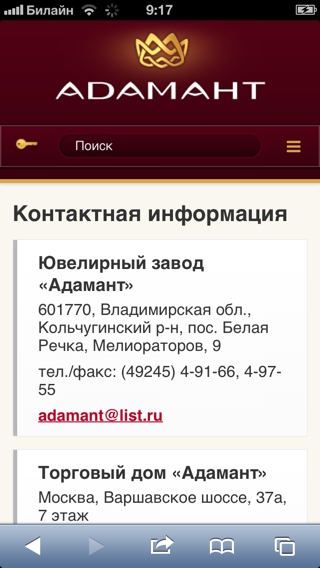 Билайн 9:17
АДАМАНТ
Поиск
Контактная информация
Ювелирный завод
«Адамант»
601770, Владимирская обл.,
Кольчугинский р-н, пос. Белая
Речка, Мелиораторов, 9
тел./факс: (49245) 4-91-66, 4-97-
55
adamant@list.ru
Торговый дом «Адамант»
Москва, Варшавское шоссе, 37а,
7 этаж